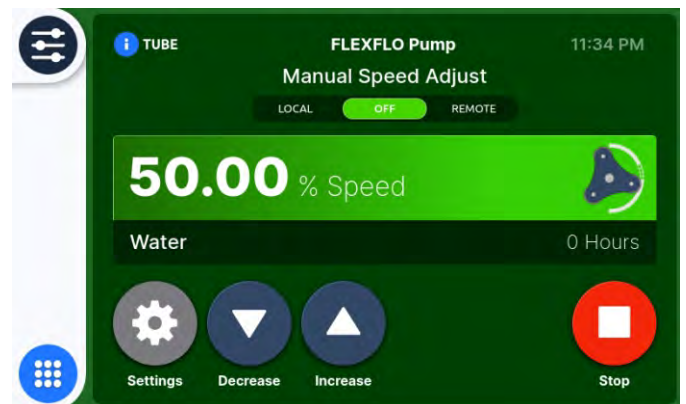 TUBE FLEXFLO Pump 11:34 PM
Manual Speed Adjust
LOCAL OFF REMOTE
50.00 % Speed
Water 0 Hours
Settings Decrease Increase Stop